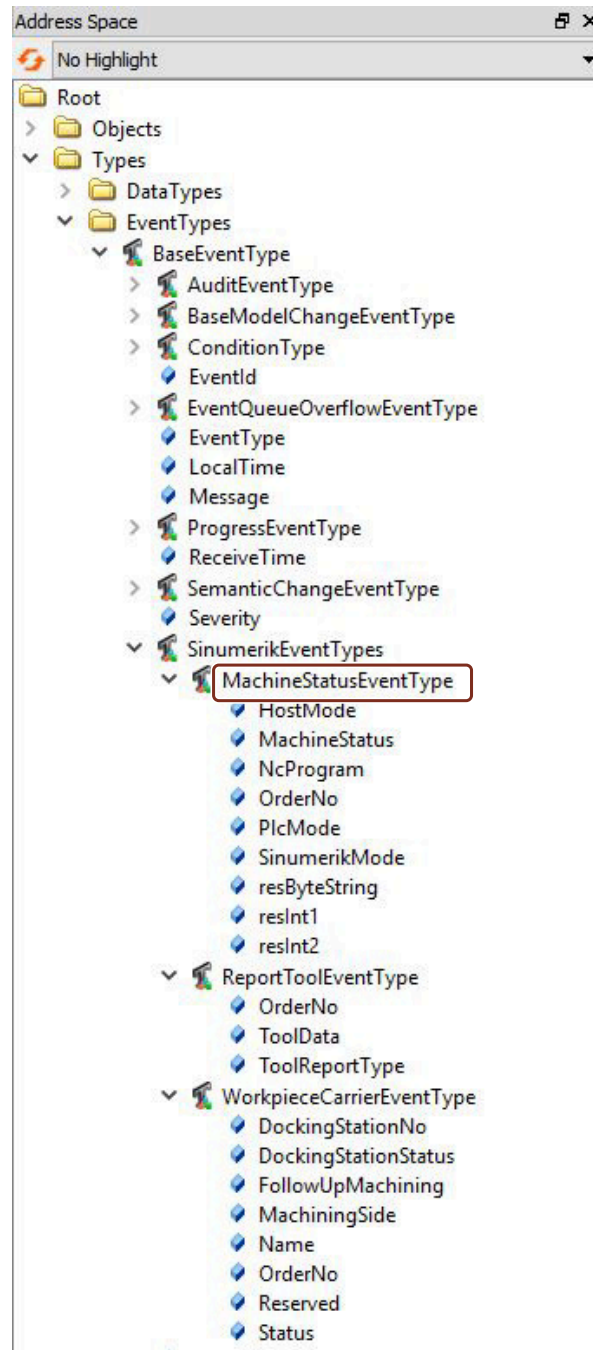 Address Space
No Highlight
Root
Objects
Types
DataTypes
EventTypes
BaseEventType
AuditEventType
BaseModelChangeEventType
ConditionType
EventId
EventQueueOverflowEventType
EventType
LocalTime
Message
ProgressEventType
ReceiveTime
SemanticChangeEventType
Severity
SinumerikEventTypes
MachineStatusEventType
HostMode
MachineStatus
NcProgram
OrderNo
PlcMode
SinumerikMode
resByteString
resInt1
resInt2
ReportToolEventType
OrderNo
ToolData
ToolReportType
WorkpieceCarrierEventType
DockingStationNo
DockingStationStatus
FollowUpMachining
MachiningSide
Name
OrderNo
Reserved
Status